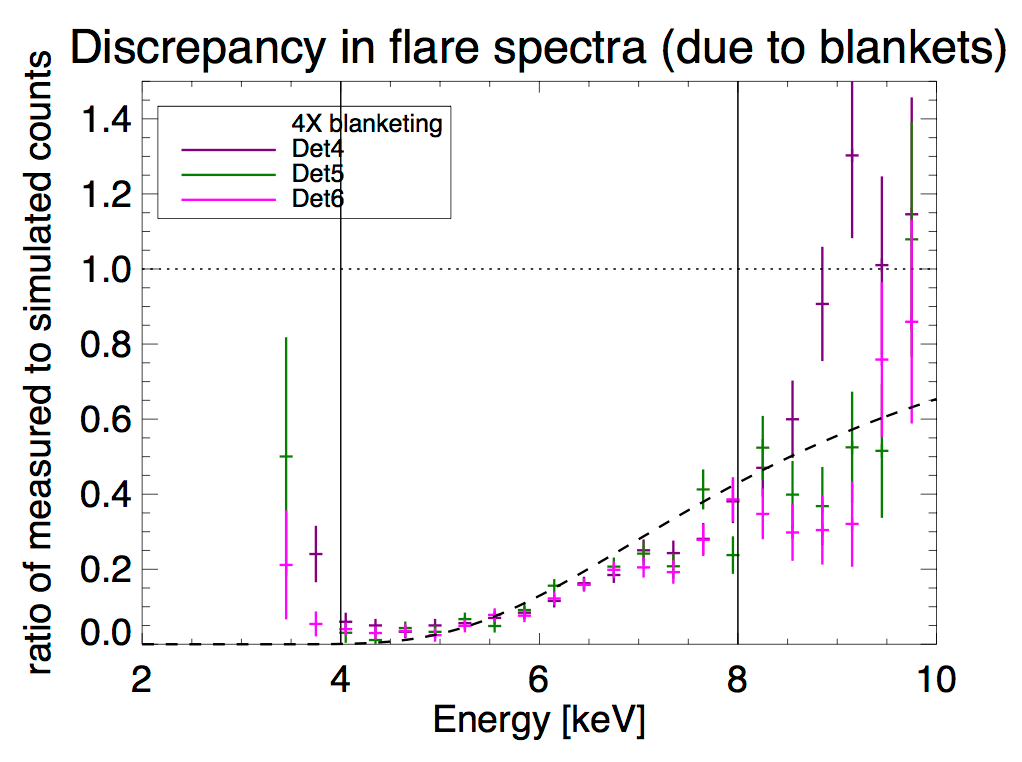 Discrepancy in flare spectra (due to blankets)
ratio of measured to simulated counts
1.4
1.2
1.0
0.8
0.6
0.4
0.2
0.0
4X blanketing
Det4
Det5
Det6
2 4 6 8 10
Energy [keV]